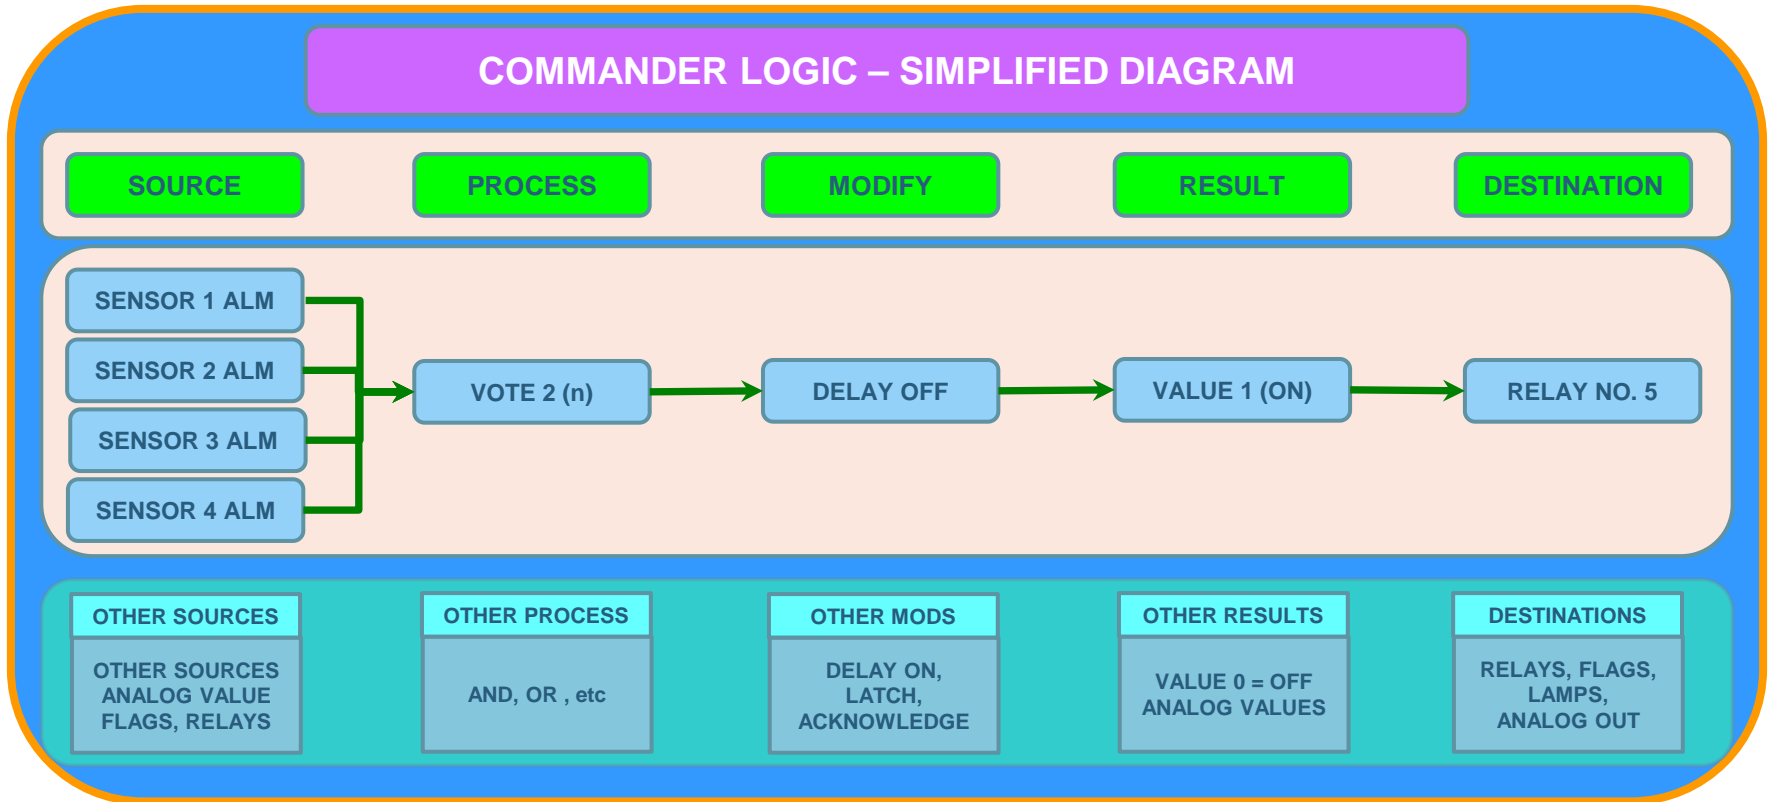 COMMANDER LOGIC – SIMPLIFIED DIAGRAM
SOURCE
PROCESS
MODIFY
RESULT
DESTINATION
SENSOR 1 ALM
SENSOR 2 ALM
SENSOR 3 ALM
SENSOR 4 ALM
VOTE 2 (n)
DELAY OFF
VALUE 1 (ON)
RELAY NO. 5
OTHER SOURCES
OTHER SOURCES
ANALOG VALUE
FLAGS, RELAYS
OTHER PROCESS
AND, OR , etc
OTHER MODS
DELAY ON,
LATCH,
ACKNOWLEDGE
OTHER RESULTS
VALUE 0 = OFF
ANALOG VALUES
DESTINATIONS
RELAYS, FLAGS,
LAMPS,
ANALOG OUT